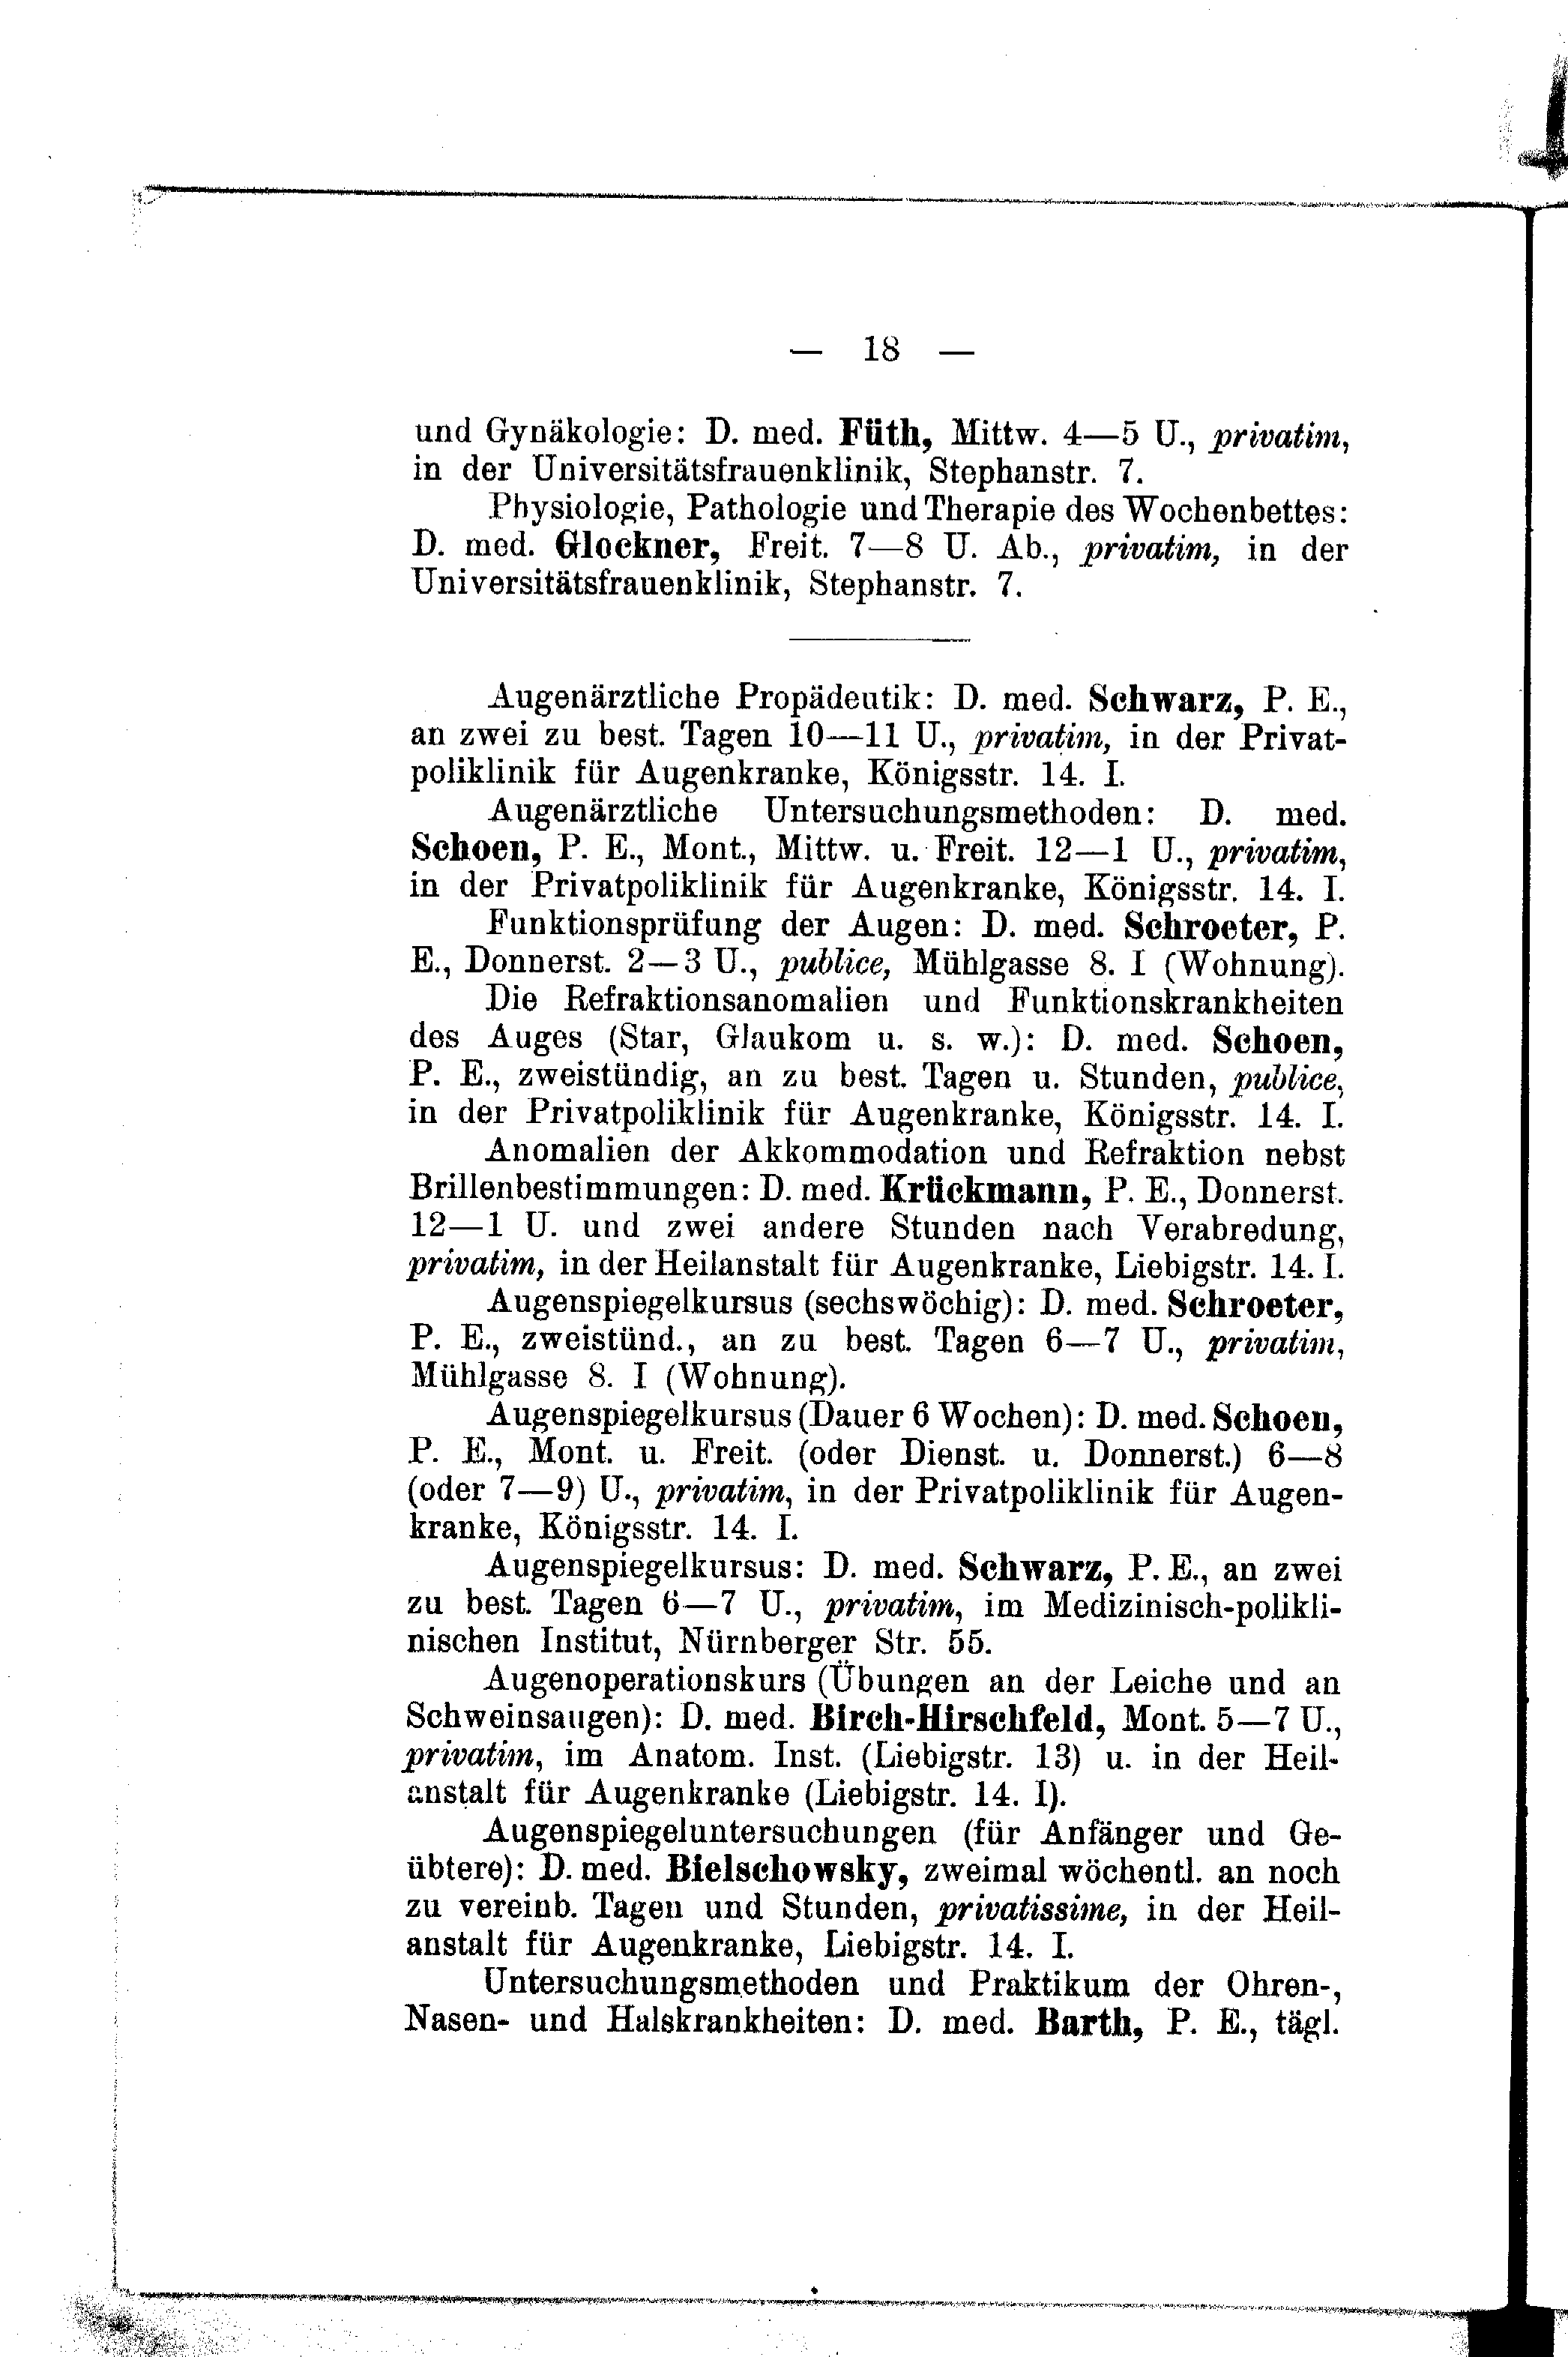 — 18 —
und Gynäkologie: D. med. Füth, Mittw. 4—5 U., privatim,
in der Universitätsfrauenklinik, Stephanstr. 7.
Physiologie, Pathologie und Therapie des Wochenbettes:
D. med. Glockner, Freit. 7—8 U. Ab., privatim, in der
Universitätsfrauenklinik, Stephanstr. 7.
Augenärztliche Propädeutik: D. med. Schwarz, P. E.,
an zwei zu best. Tagen 10—11 U., privatim, in der Privat-
poliklinik für Augenkranke, Königsstr. 14. I.
Augenärztliche Untersuchungsmethoden: D. med.
Schoen, P. E., Mont., Mittw. u. Freit. 12—1 U., privatim,
in der Privatpoliklinik für Augenkranke, Königsstr. 14. I.
Funktionsprüfung der Augen: D. med. Schroeter, P.
E., Donnerst. 2—3 U., publice, Mühlgasse 8. I (Wohnung).
Die Refraktionsanomalien und Funktionskrankheiten
des Auges (Star, Glaukom u. s. w.): D. med. Schoen,
P. E., zweistündig, an zu best. Tagen u. Stunden, publice,
in der Privatpoliklinik für Augenkranke, Königsstr. 14. I.
Anomalien der Akkommodation und Refraktion nebst
Brillenbestimmungen: D. med. Krückmann, P. E., Donnerst.
12—1 U. und zwei andere Stunden nach Verabredung,
privatim, in der Heilanstalt für Augenkranke, Liebigstr. 14. I.
Augenspiegelkursus (sechswöchig): D. med. Schroeter,
P. E., zweistünd., an zu best. Tagen 6—7 U., privatim,
Mühlgasse 8. I (Wohnung).
Augenspiegelkursus (Dauer 6 Wochen): D. med. Schoen,
P. E., Mont. u. Freit. (oder Dienst. u. Donnerst.) 6—8
(oder 7—9) U., privatim, in der Privatpoliklinik für Augen-
kranke, Königsstr. 14. I.
Augenspiegelkursus: D. med. Schwarz, P. E., an zwei
zu best. Tagen 6—7 U., privatim, im Medizinisch-polikli-
nischen Institut, Nürnberger Str. 55.
Augenoperationskurs (Übungen an der Leiche und an
Schweinsaugen): D. med. Birch-Hirschfeld, Mont. 5—7 U.,
privatim, im Anatom. Inst. (Liebigstr. 13) u. in der Heil-
anstalt für Augenkranke (Liebigstr. 14. I).
Augenspiegeluntersuchungen (für Anfänger und Ge-
übtere): D. med. Bielschowsky, zweimal wöchentl. an noch
zu vereinb. Tagen und Stunden, privatissime, in der Heil-
anstalt für Augenkranke, Liebigstr. 14. I.
Untersuchungsmethoden und Praktikum der Ohren-,
Nasen- und Halskrankheiten: D. med. Barth, P. E., tägl.